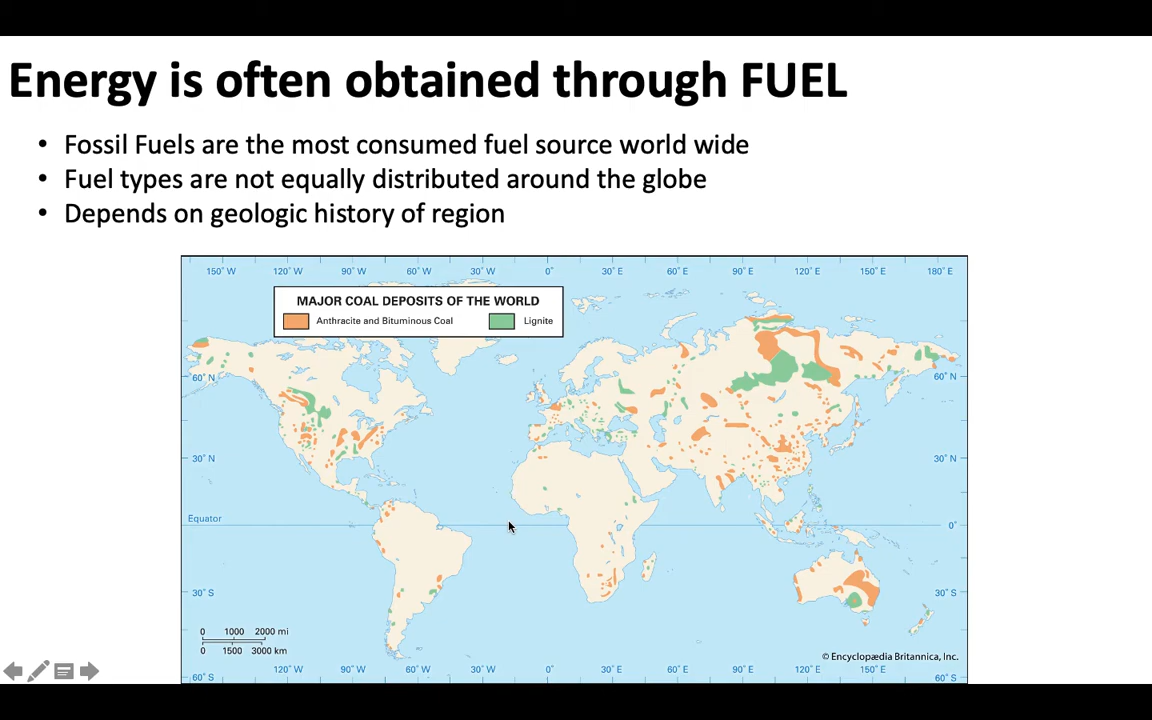 Energy is often obtained through FUEL
• Fossil Fuels are the most consumed fuel source world wide
• Fuel types are not equally distributed around the globe
• Depends on geologic history of region
150° W 120° W 90° W 60° W 30° W 0° 30° E 60° E 90° E 120° E 150° E 180° E
MAJOR COAL DEPOSITS OF THE WORLD
Anthracite and Bituminous Coal Lignite
60° N 60° N
30° N 30° N
Equator 0°
30° S 30° S
0 1000 2000 mi
0 1500 3000 km
© Encyclopædia Britannica, Inc.
120° W 90° W 60° W 30° W 0° 30° E 60° E 90° E 120° E 150° E
60° S 60° S